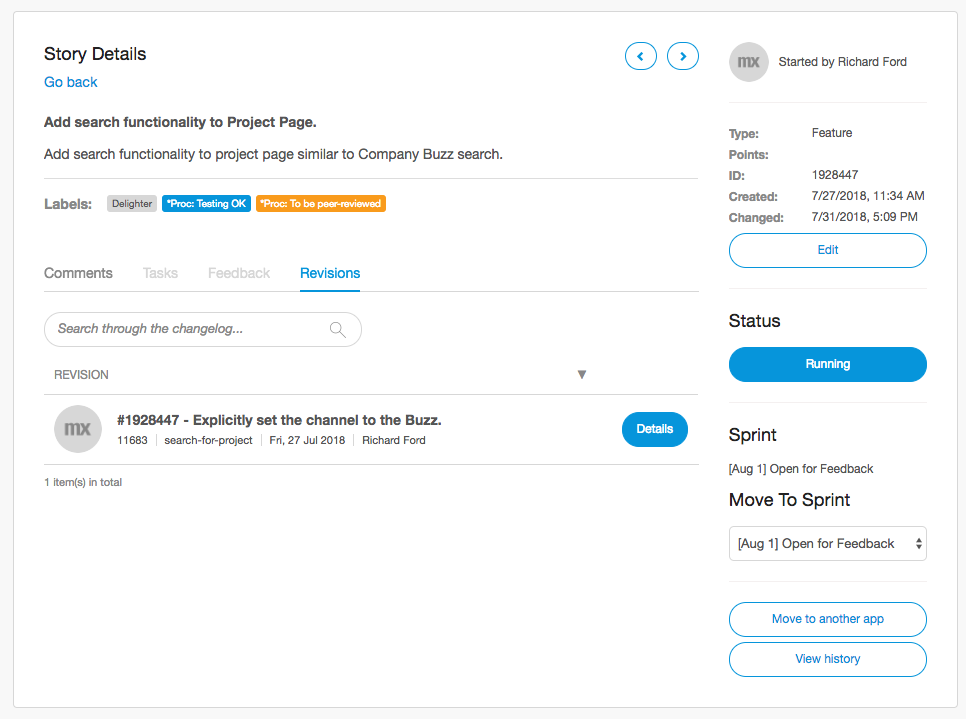 Story Details
Go back
Add search functionality to Project Page.
Add search functionality to project page similar to Company Buzz search.
Labels: Delighter *Proc: Testing OK *Proc: To be peer-reviewed
Comments Tasks Feedback Revisions
Search through the changelog...
REVISION ▼
mx
#1928447 - Explicitly set the channel to the Buzz.
11683 search-for-project Fri, 27 Jul 2018 Richard Ford
Details
1 item(s) in total
mx Started by Richard Ford
Type: Feature
Points:
ID: 1928447
Created: 7/27/2018, 11:34 AM
Changed: 7/31/2018, 5:09 PM
Edit
Status
Running
Sprint
[Aug 1] Open for Feedback
Move To Sprint
[Aug 1] Open for Feedback
Move to another app
View history